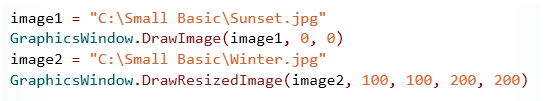 image1 = "C:\Small Basic\Sunset.jpg"
GraphicsWindow.DrawImage(image1, 0, 0)
image2 = "C:\Small Basic\Winter.jpg"
GraphicsWindow.DrawResizedImage(image2, 100, 100, 200, 200)